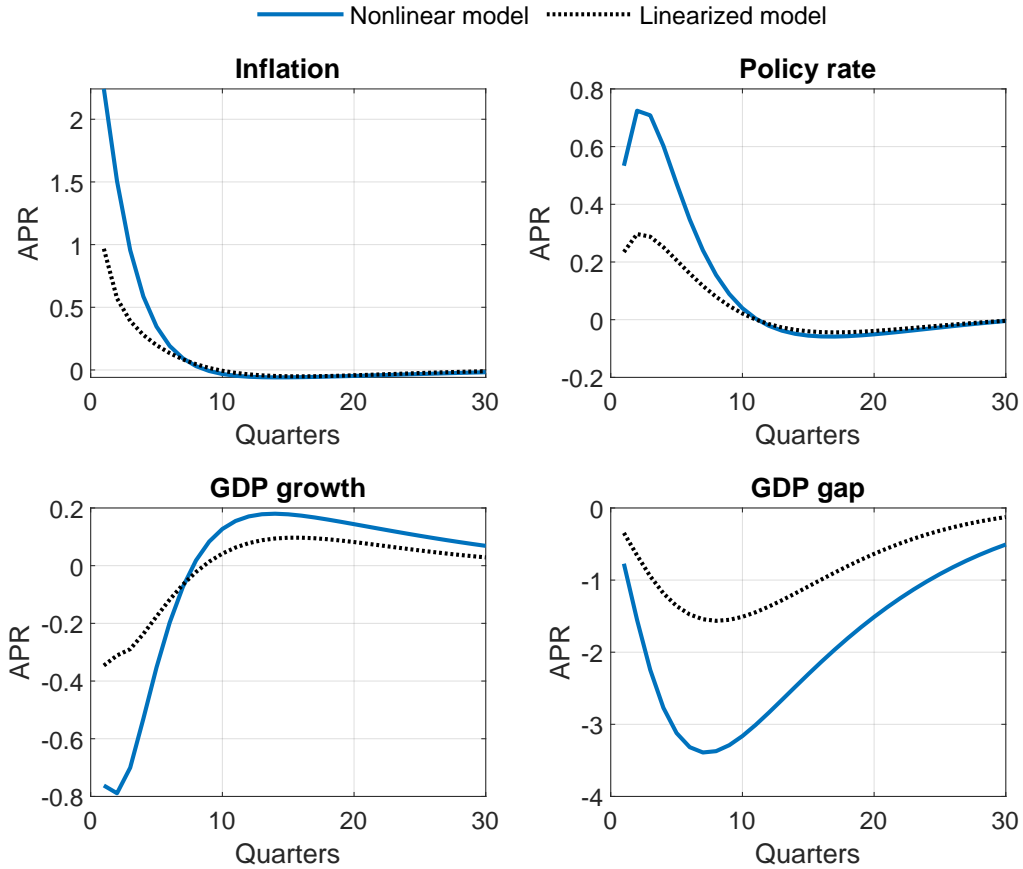 Nonlinear model Linearized model
Inflation
2
1.5
1
0.5
0
APR
0 10 20 30
Quarters
Policy rate
0.8
0.6
0.4
0.2
0
-0.2
APR
0 10 20 30
Quarters
GDP growth
0.2
0
-0.2
-0.4
-0.6
-0.8
APR
0 10 20 30
Quarters
GDP gap
0
-1
-2
-3
-4
APR
0 10 20 30
Quarters